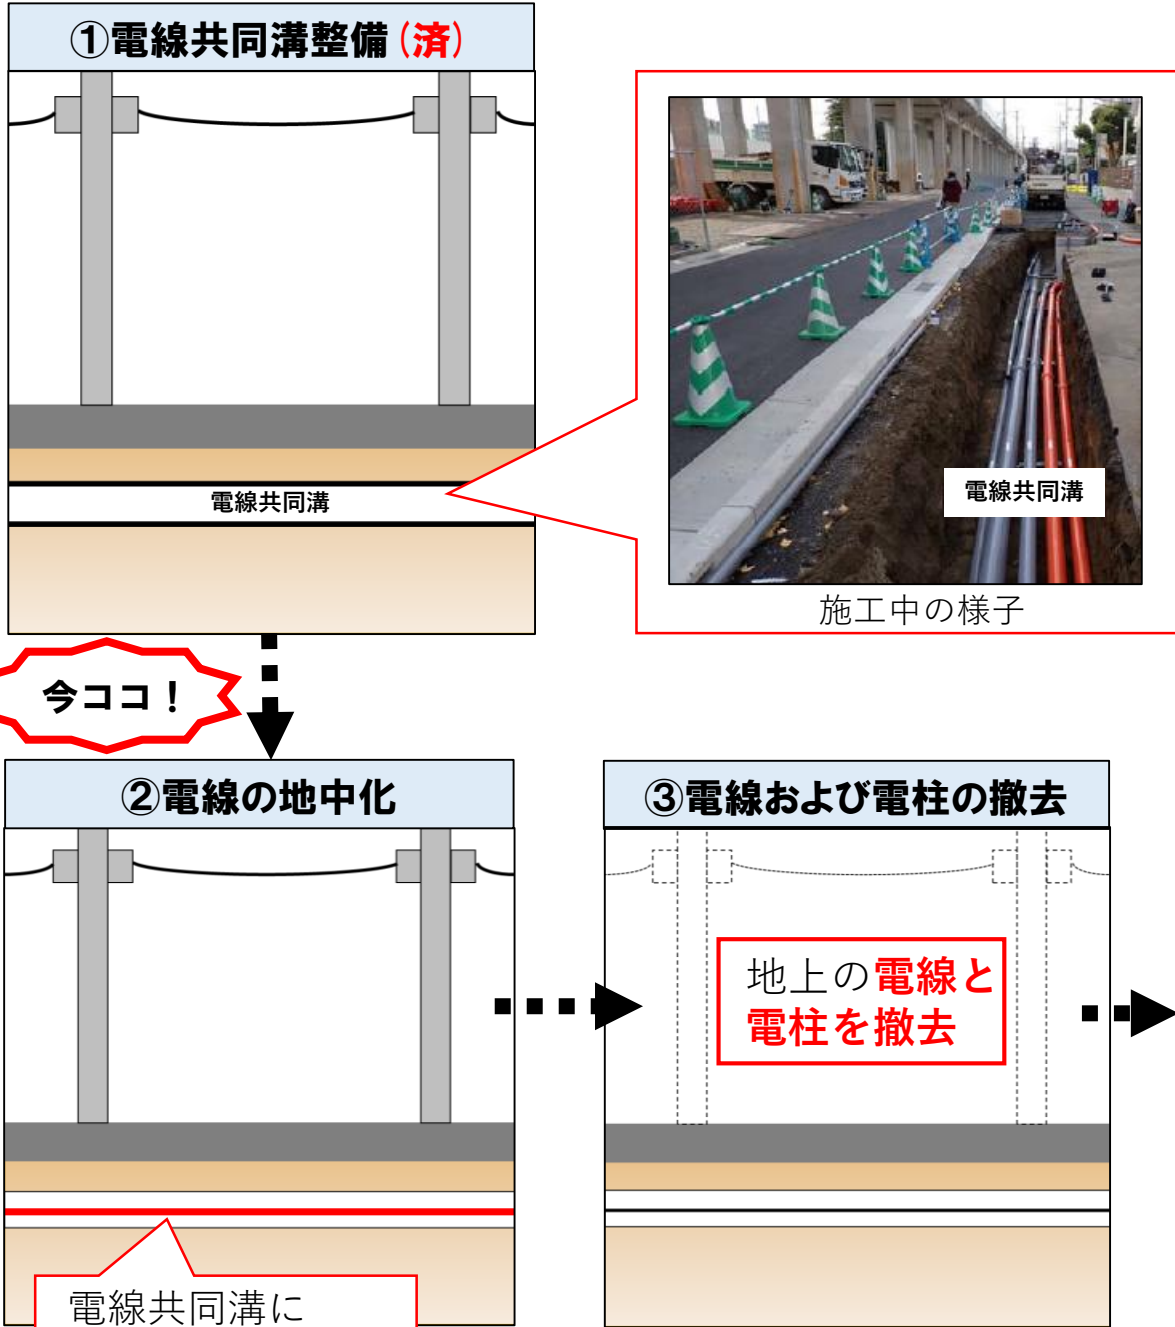 ①電線共同溝整備(済)
電線共同溝
電線共同溝
施工中の様子
今ココ！
②電線の地中化
③電線および電柱の撤去
地上の電線と
電柱を撤去
電線共同溝に